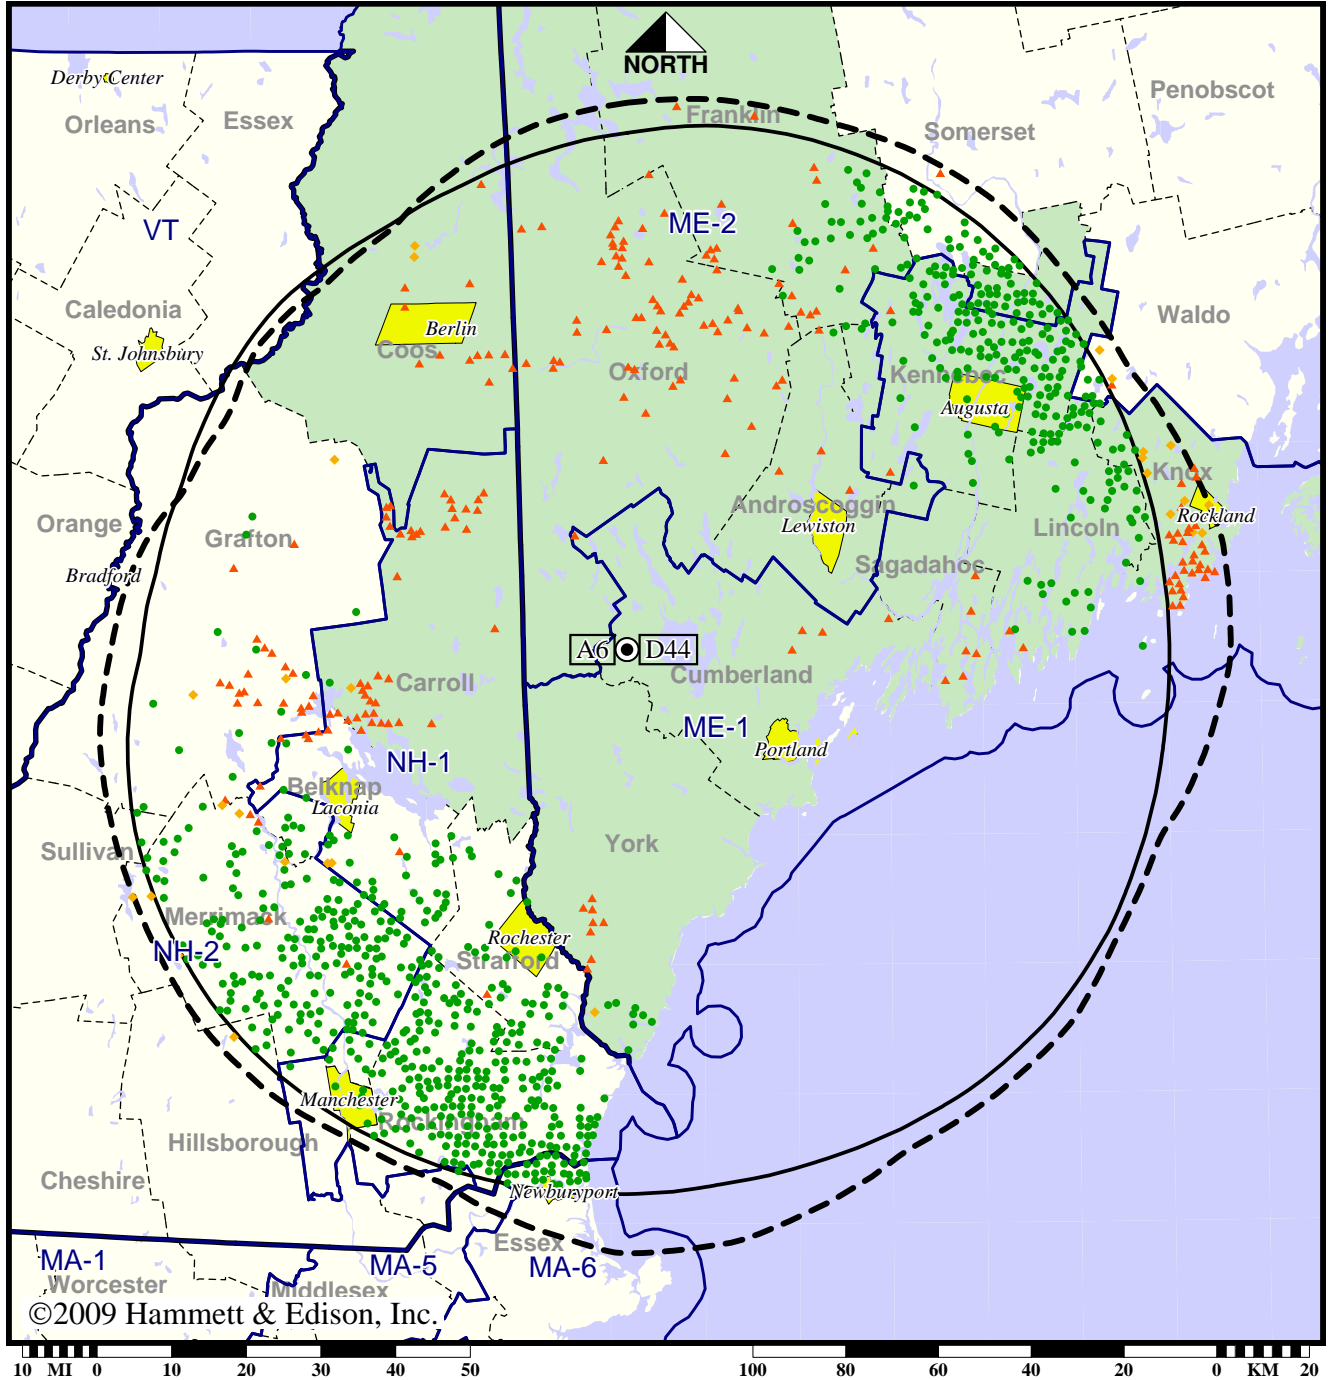 NORTH
Derby Center
Orleans
Essex
Franklin
Somerset
Penobscot
VT
ME-2
Caledonia
St. Johnsbury
Berlin
Coos
Oxford
Kennebec
Augusta
Waldo
Knox
Rockland
Androscoggin
Lewiston
Lincoln
Sagadahoc
Orange
Grafton
Bradford
A6
D44
Cumberland
Carroll
ME-1
Portland
NH-1
Belknap
Laconia
Sullivan
York
Merrimack
NH-2
Rochester
Strafford
Manchester
Rockingham
Hillsborough
Cheshire
Newburyport
Essex
MA-1
MA-5
MA-6
Worcester
Middlesex
©2009 Hammett & Edison, Inc.
10 MI 0 10 20 30 40 50 100 80 60 40 20 0 KM 20